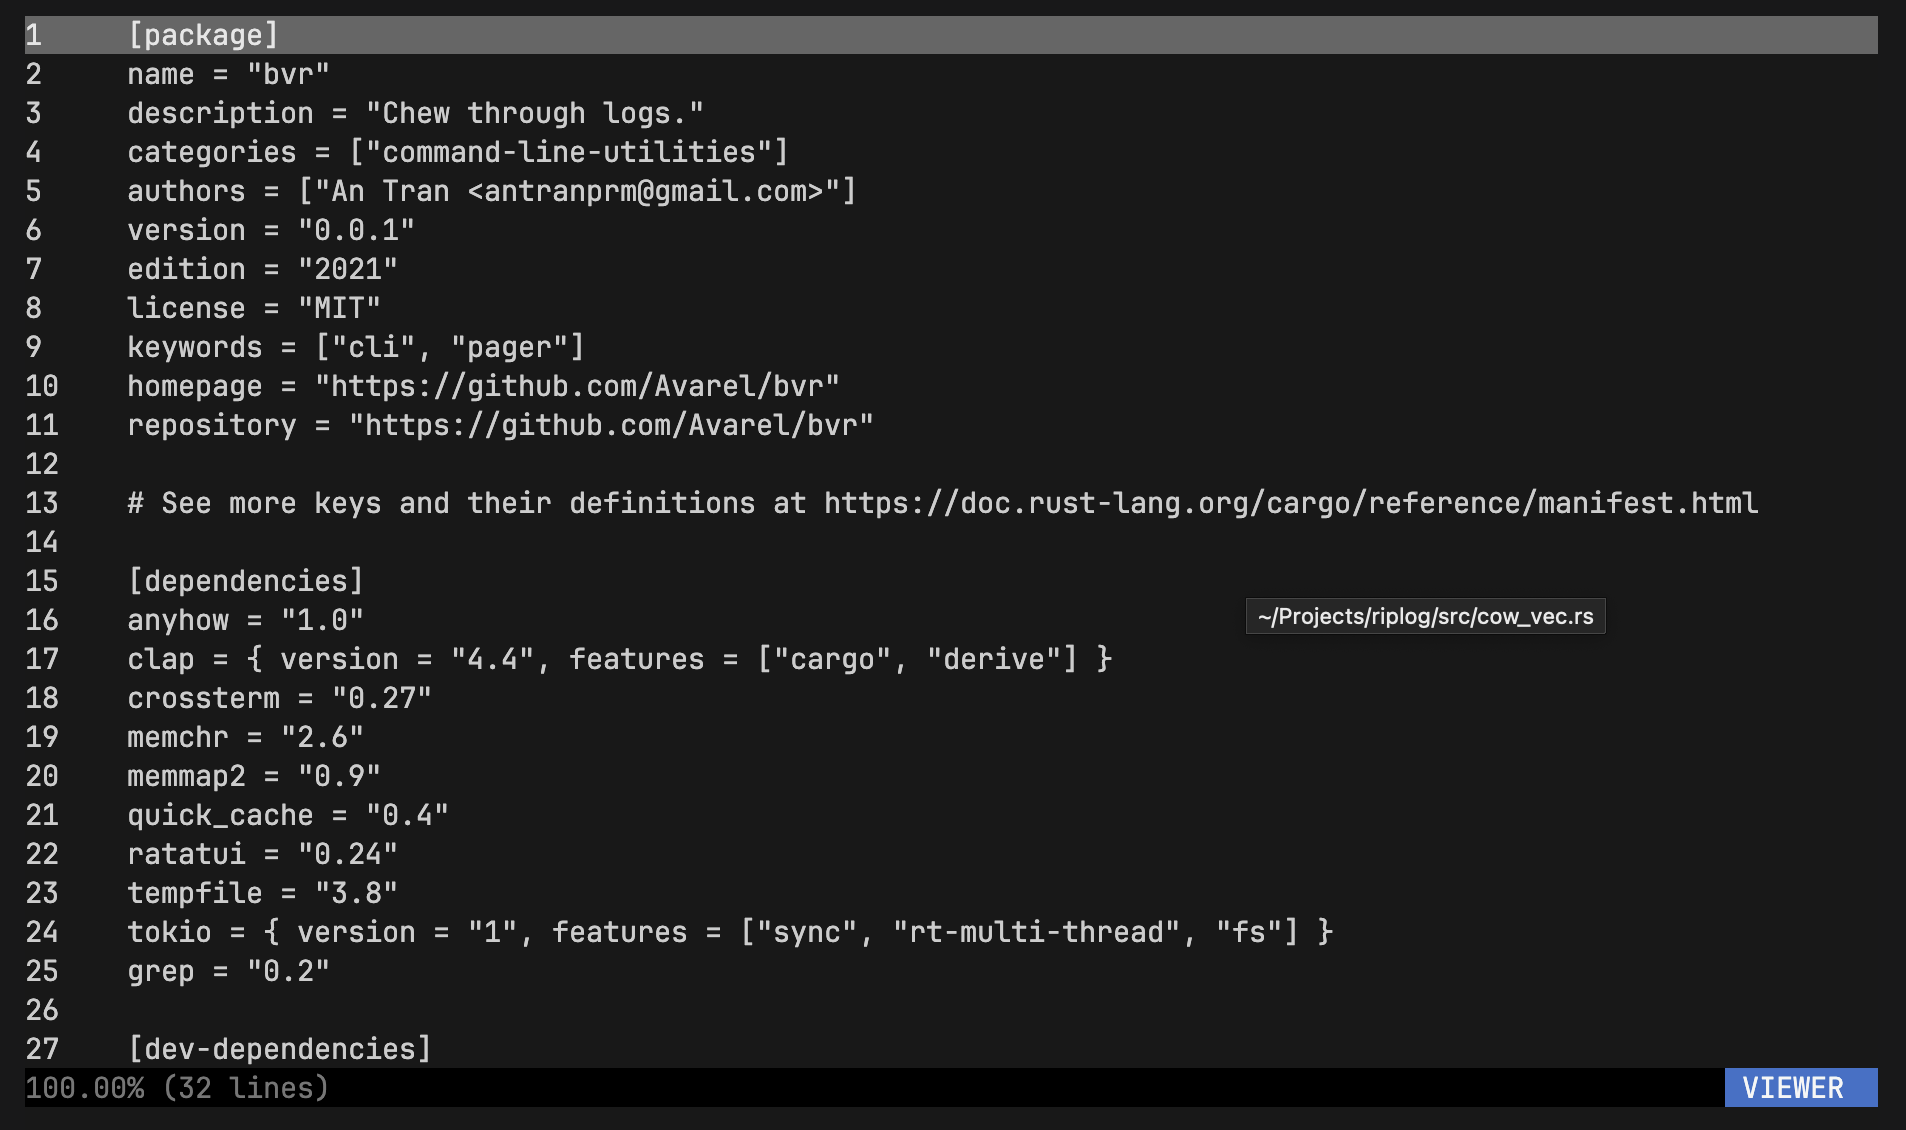 1 [package]
2 name = "bvr"
3 description = "Chew through logs."
4 categories = ["command-line-utilities"]
5 authors = ["An Tran <antranprm@gmail.com>"]
6 version = "0.0.1"
7 edition = "2021"
8 license = "MIT"
9 keywords = ["cli", "pager"]
10 homepage = "https://github.com/Avarel/bvr"
11 repository = "https://github.com/Avarel/bvr"
12
13 # See more keys and their definitions at https://doc.rust-lang.org/cargo/reference/manifest.html
14
15 [dependencies]
16 anyhow = "1.0"
~/Projects/riplog/src/cow_vec.rs
17 clap = { version = "4.4", features = ["cargo", "derive"] }
18 crossterm = "0.27"
19 memchr = "2.6"
20 memmap2 = "0.9"
21 quick_cache = "0.4"
22 ratatui = "0.24"
23 tempfile = "3.8"
24 tokio = { version = "1", features = ["sync", "rt-multi-thread", "fs"] }
25 grep = "0.2"
26
27 [dev-dependencies]
100.00% (32 lines)
VIEWER